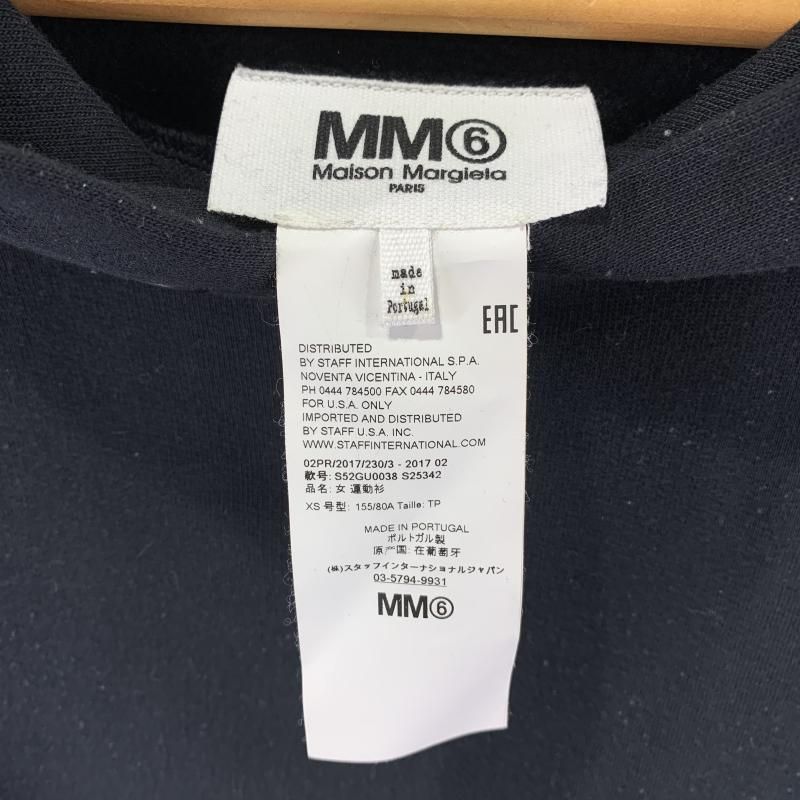 MM⑥
Maison Margiela
PARIS
made
in
Portugal
EAC
DISTRIBUTED
BY STAFF INTERNATIONAL S.P.A.
NOVENTA VICENTINA - ITALY
PH 0444 784500 FAX 0444 784580
FOR U.S.A. ONLY
IMPORTED AND DISTRIBUTED
BY STAFF U.S.A. INC.
WWW.STAFFINTERNATIONAL.COM
02PR/2017/230/3 - 2017 02
款号: S52GU0038 S25342
品名: 女 運動衫
XS 号型: 155/80A Taille: TP
MADE IN PORTUGAL
ポルトガル製
原产国: 在葡萄牙
(株)スタッフインターナショナルジャパン
03-5794-9931
MM⑥